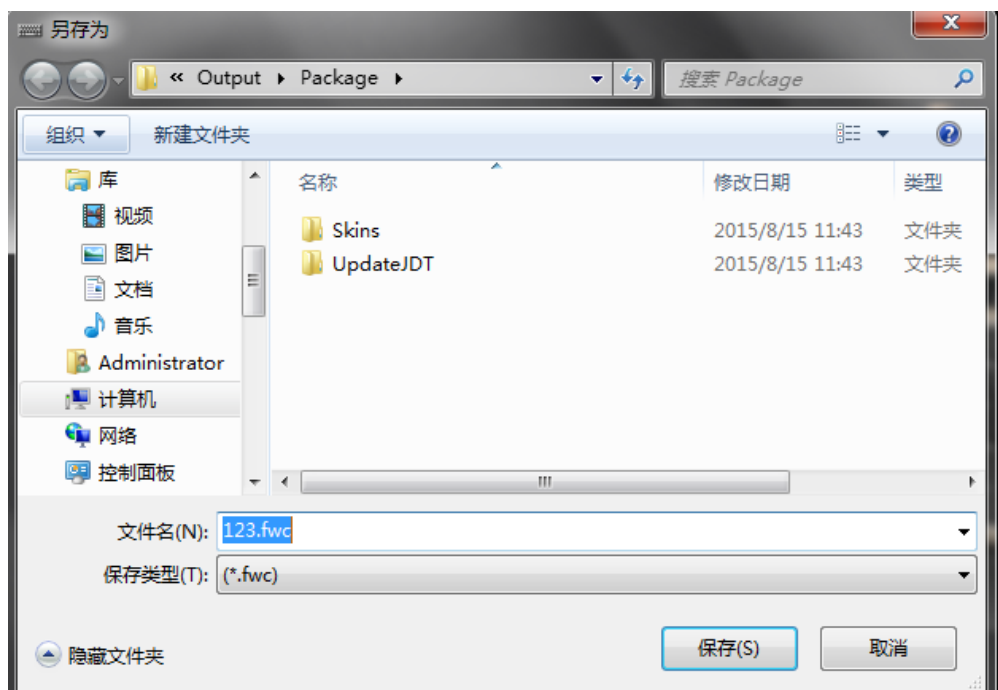 另存为
« Output ▸ Package ▸
搜索 Package
组织 ▼ 新建文件夹
库
视频
图片
文档
音乐
Administrator
计算机
网络
控制面板
名称 修改日期 类型
Skins 2015/8/15 11:43 文件夹
UpdateJDT 2015/8/15 11:43 文件夹
文件名(N): 123.fwc
保存类型(T): (*.fwc)
隐藏文件夹 保存(S) 取消